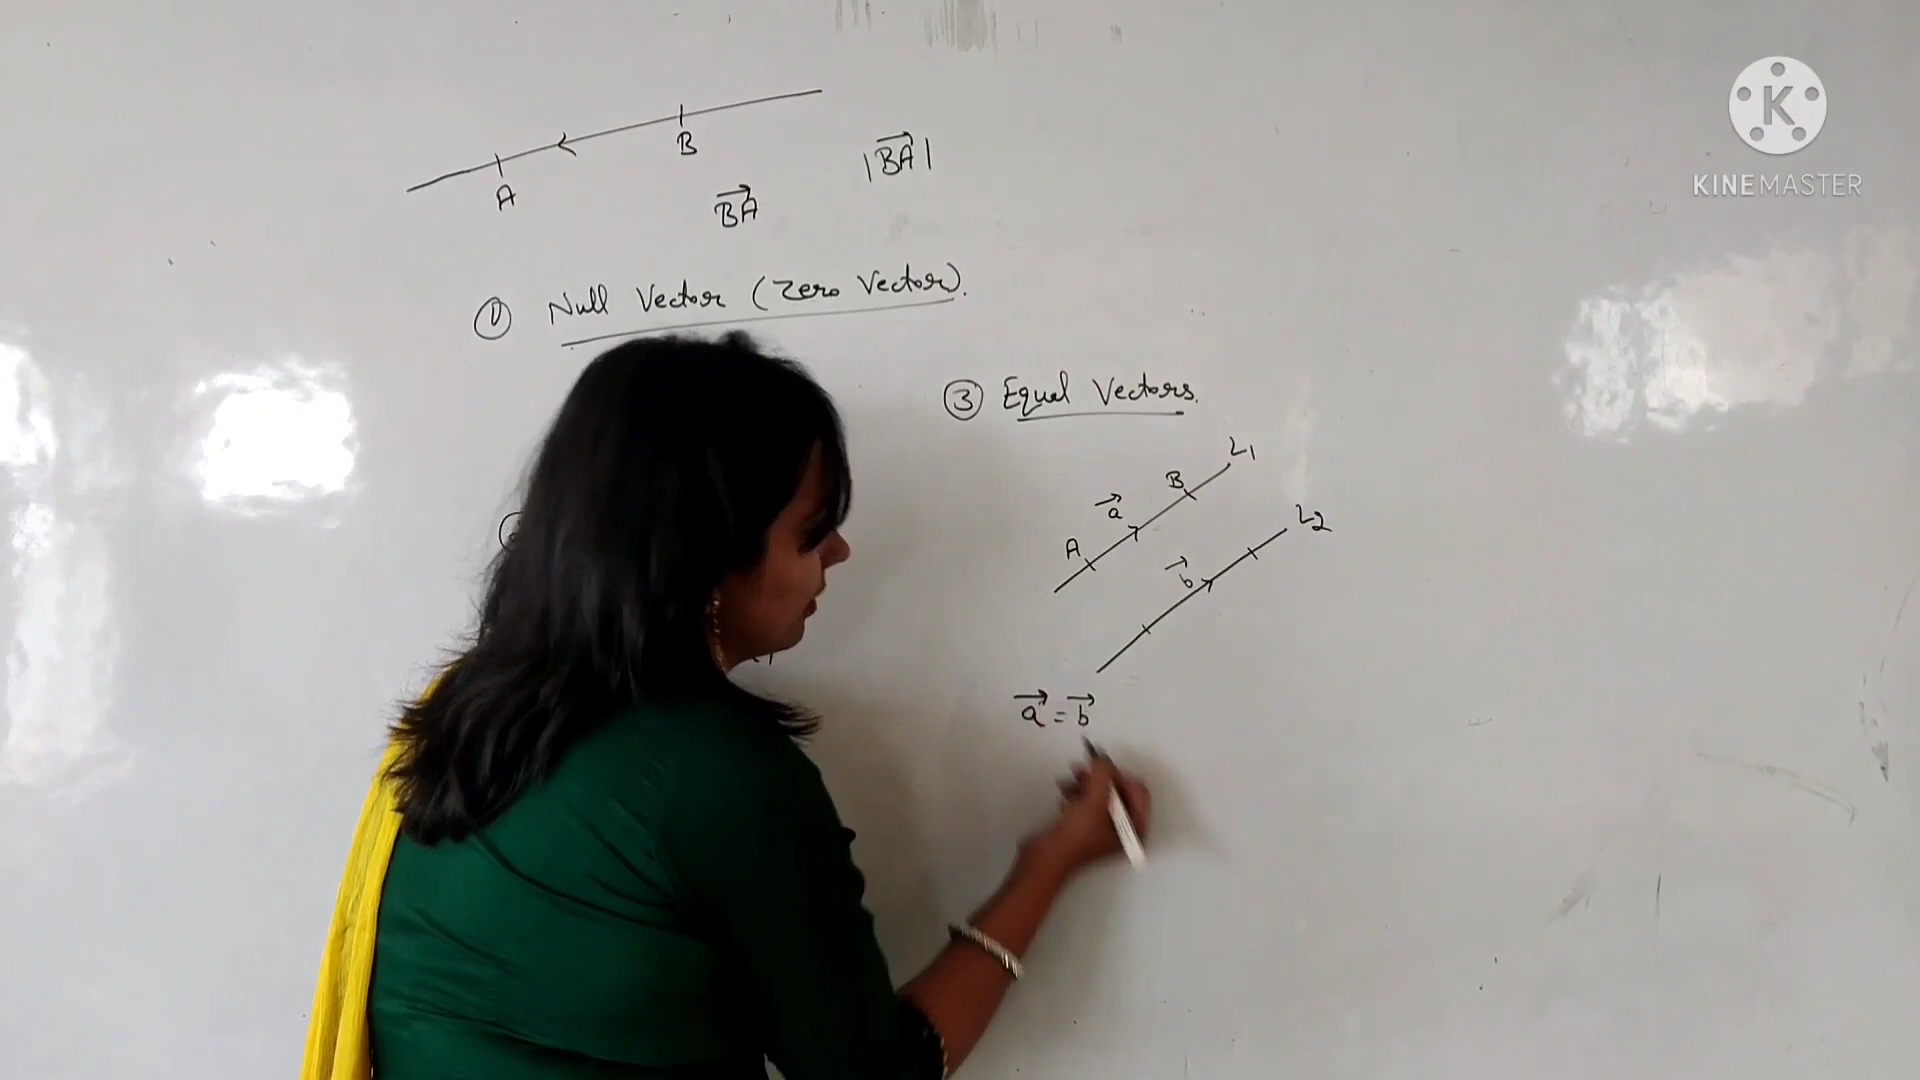 A
B
BA
|BA|
① Null Vector (Zero Vector).
③ Equal Vectors.
L1
B
a
A
L2
b
a = b
K
KINEMASTER